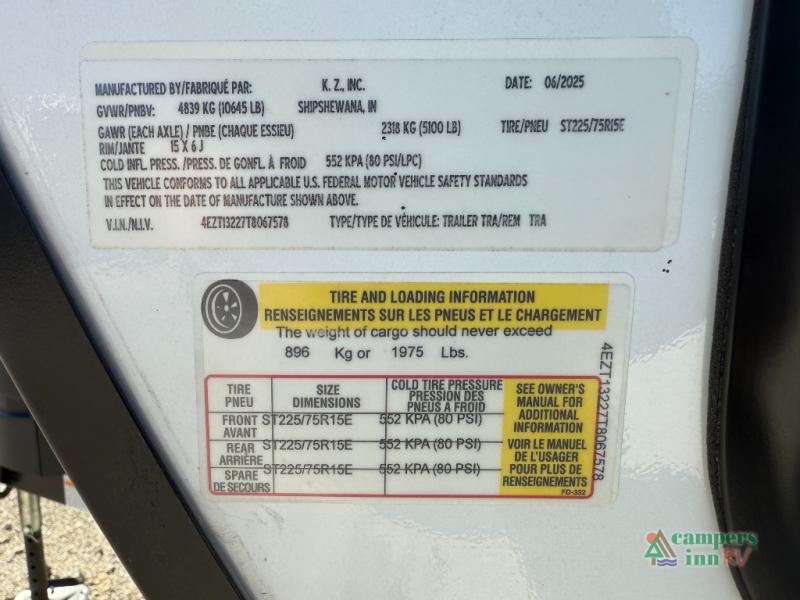 MANUFACTURED BY/FABRIQUÉ PAR: K. Z., INC. DATE: 06/2025
GVWR/PNBV: 4839 KG (10645 LB) SHIPSHEWANA, IN
GAWR (EACH AXLE) / PNBE (CHAQUE ESSIEU) 2318 KG (5100 LB) TIRE/PNEU ST225/75R15E
RIM/JANTE 15 X 6 J
COLD INFL. PRESS./PRESS. DE GONFL. À FROID 552 KPA (80 PSI/LPC)
THIS VEHICLE CONFORMS TO ALL APPLICABLE U.S. FEDERAL MOTOR VEHICLE SAFETY STANDARDS
IN EFFECT ON THE DATE OF MANUFACTURE SHOWN ABOVE.
V.I.N./N.I.V. 4EZT13227T8067578 TYPE/TYPE DE VÉHICULE: TRAILER TRA/REM TRA
TIRE AND LOADING INFORMATION
RENSEIGNEMENTS SUR LES PNEUS ET LE CHARGEMENT
The weight of cargo should never exceed
896 Kg or 1975 Lbs.
TIRE
PNEU
SIZE
DIMENSIONS
COLD TIRE PRESSURE
PRESSION DES
PNEUS A FROID
FRONT
AVANT
ST225/75R15E
552 KPA (80 PSI)
REAR
ARRIÈRE
ST225/75R15E
552 KPA (80 PSI)
SPARE
DE SECOURS
ST225/75R15E
552 KPA (80 PSI)
SEE OWNER'S
MANUAL FOR
ADDITIONAL
INFORMATION
VOIR LE MANUEL
DE L'USAGER
POUR PLUS DE
RENSEIGNEMENTS
FD-332
4EZT13227T8067578
campers
inn RV